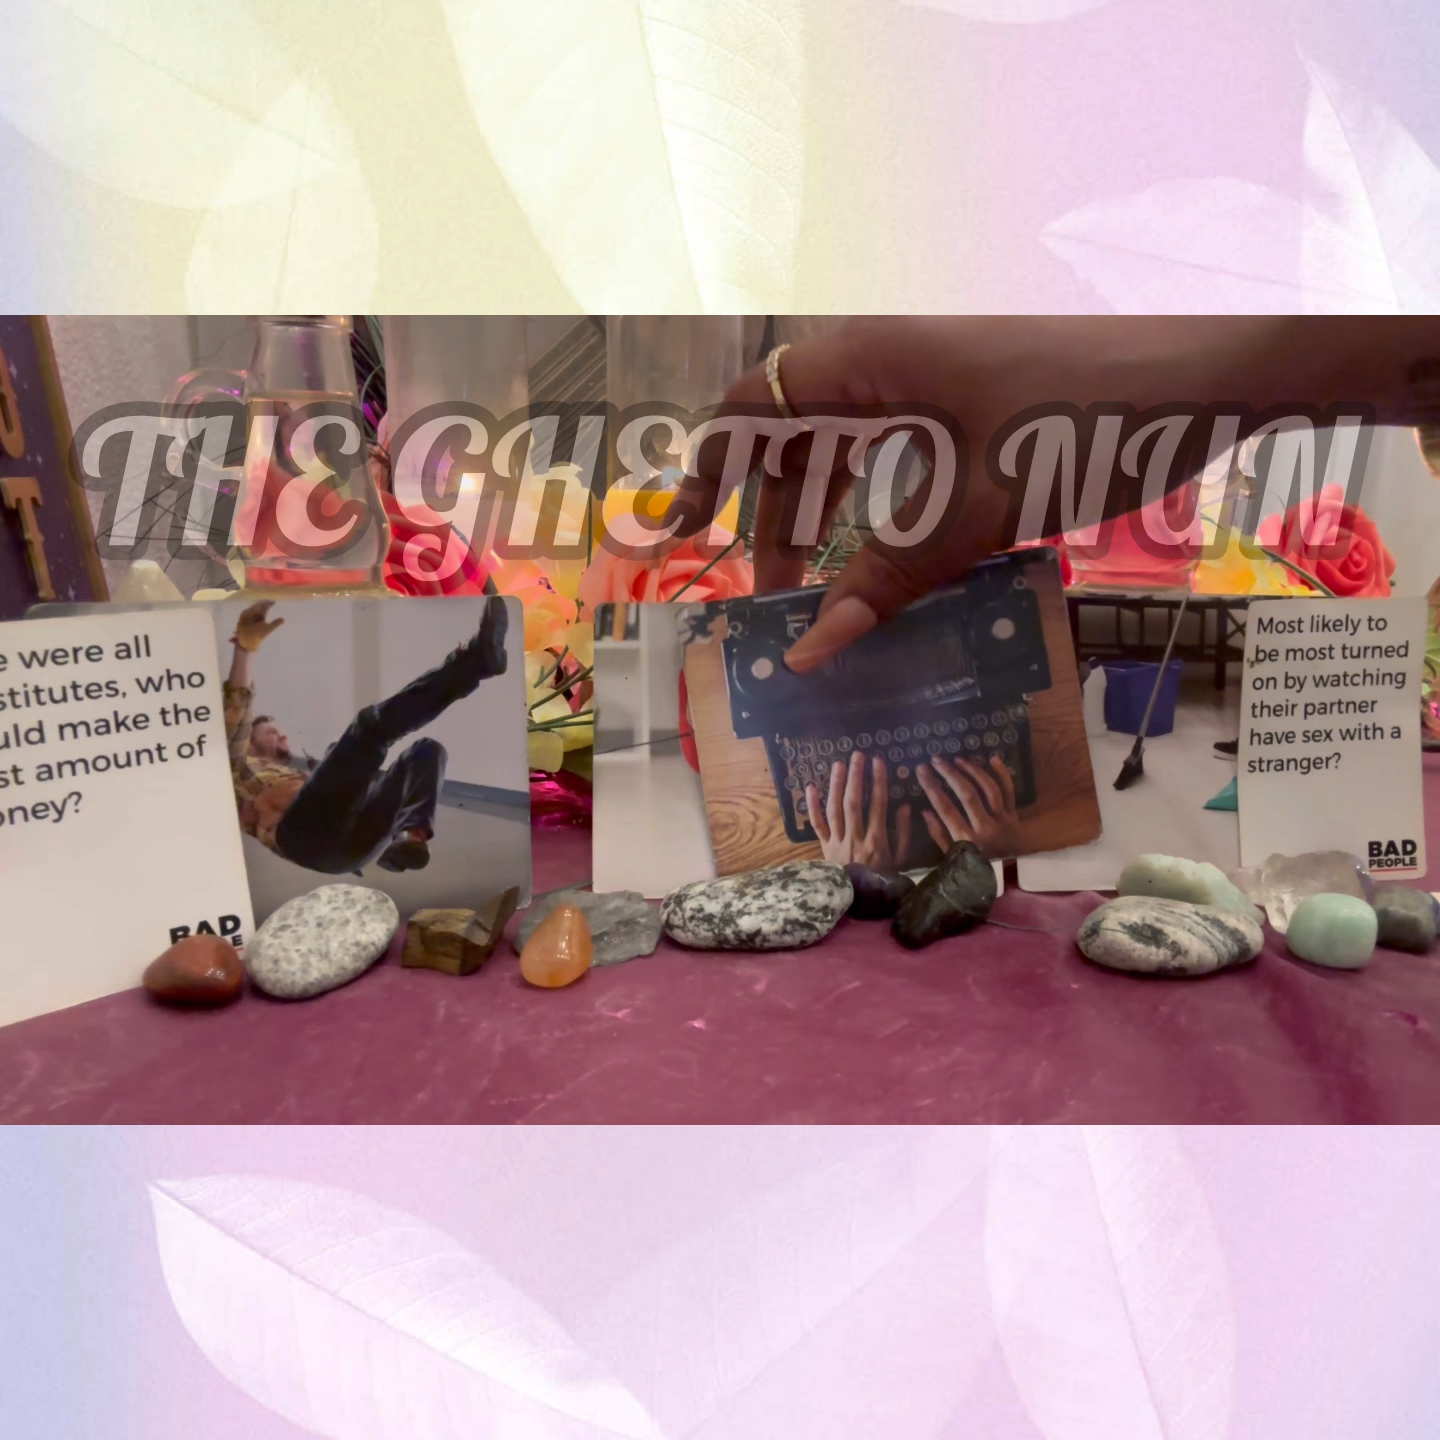 THE GHETTO NUN
e were all
stitutes, who
uld make the
st amount of
oney?
BAD
Most likely to
be most turned
on by watching
their partner
have sex with a
stranger?
BAD
PEOPLE